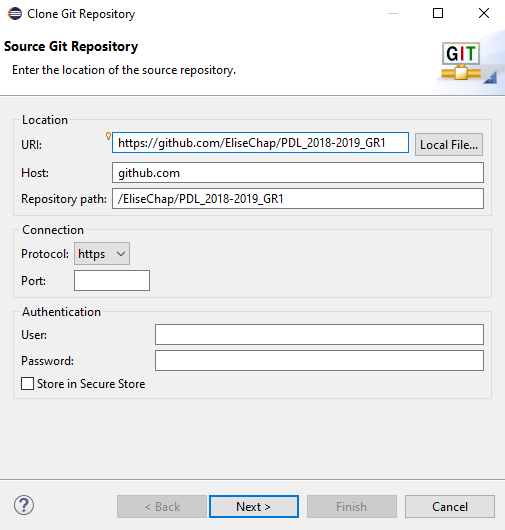 Clone Git Repository
Source Git Repository
Enter the location of the source repository.
GIT
Location
URI: https://github.com/EliseChap/PDL_2018-2019_GR1 Local File...
Host: github.com
Repository path: /EliseChap/PDL_2018-2019_GR1
Connection
Protocol: https
Port:
Authentication
User:
Password:
Store in Secure Store
? < Back Next > Finish Cancel